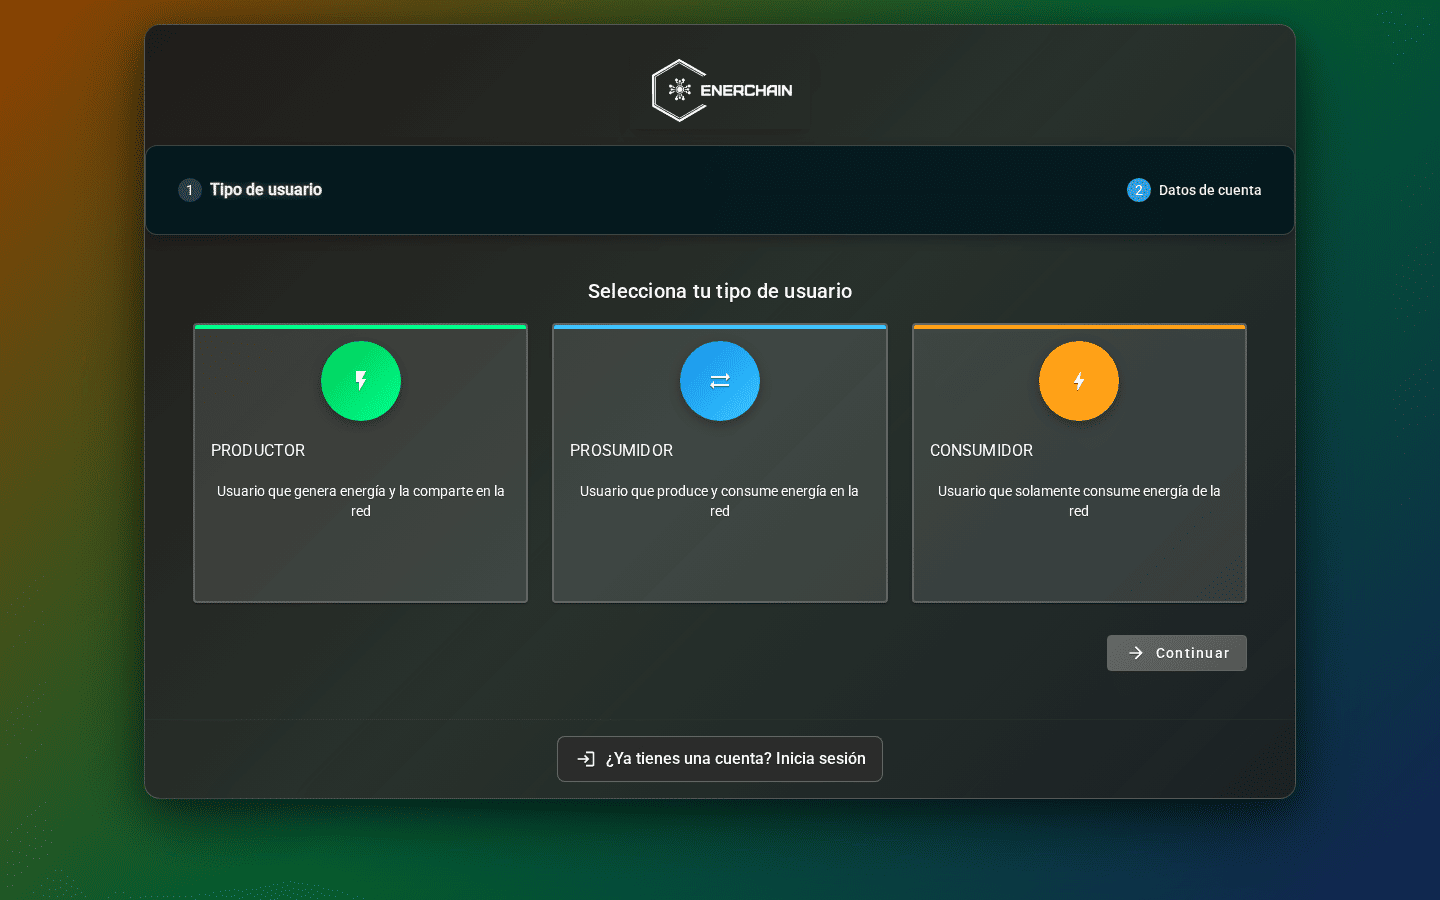 ENERCHAIN
1 Tipo de usuario
2 Datos de cuenta
Selecciona tu tipo de usuario
PRODUCTOR
Usuario que genera energía y la comparte en la
red
PROSUMIDOR
Usuario que produce y consume energía en la
red
CONSUMIDOR
Usuario que solamente consume energía de la
red
Continuar
¿Ya tienes una cuenta? Inicia sesión